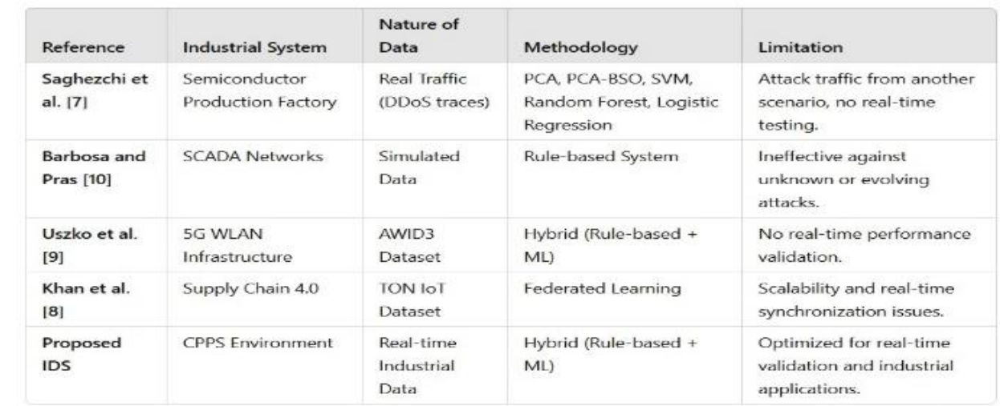 Reference Industrial System Nature of Data Methodology Limitation
Saghezchi et al. [7] Semiconductor Production Factory Real Traffic (DDoS traces) PCA, PCA-BSO, SVM, Random Forest, Logistic Regression Attack traffic from another scenario, no real-time testing.
Barbosa and Pras [10] SCADA Networks Simulated Data Rule-based System Ineffective against unknown or evolving attacks.
Uszko et al. [9] 5G WLAN Infrastructure AWID3 Dataset Hybrid (Rule-based + ML) No real-time performance validation.
Khan et al. [8] Supply Chain 4.0 TON IoT Dataset Federated Learning Scalability and real-time synchronization issues.
Proposed IDS CPPS Environment Real-time Industrial Data Hybrid (Rule-based + ML) Optimized for real-time validation and industrial applications.